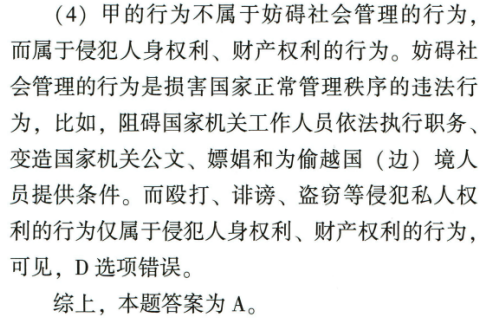 （4）甲的行为不属于妨碍社会管理的行为，
而属于侵犯人身权利、财产权利的行为。妨碍社
会管理的行为是损害国家正常管理秩序的违法行
为，比如，阻碍国家机关工作人员依法执行职务、
变造国家机关公文、嫖娼和为偷越国（边）境人
员提供条件。而殴打、诽谤、盗窃等侵犯私人权
利的行为仅属于侵犯人身权利、财产权利的行为，
可见，D 选项错误。
综上，本题答案为 A。